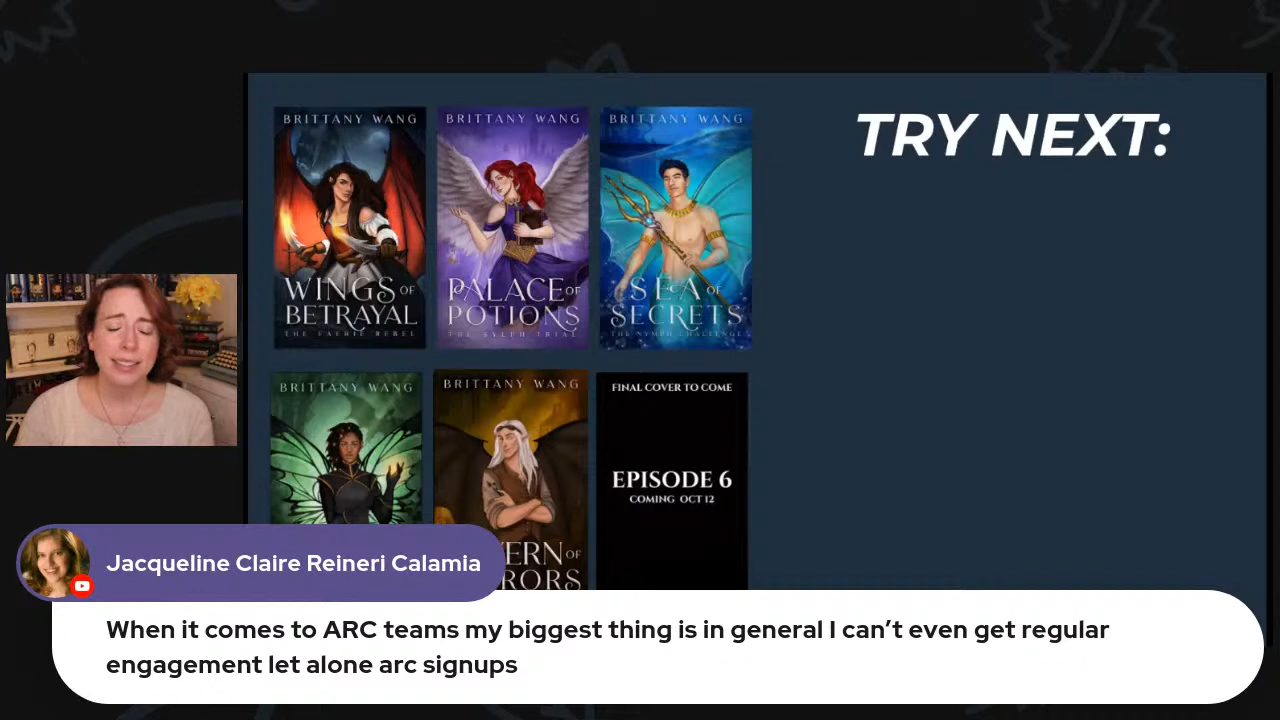 TRY NEXT:
BRITTANY WANG
WINGS OF
BETRAYAL
THE FAERIE REBEL
BRITTANY WANG
PALACE OF
POTIONS
THE SYLPH TRIAL
BRITTANY WANG
SEA OF
SECRETS
THE NYMPH CHALLENGE
BRITTANY WANG
BRITTANY WANG
ERN OF
RORS
FINAL COVER TO COME
EPISODE 6
COMING OCT 12
Jacqueline Claire Reineri Calamia
When it comes to ARC teams my biggest thing is in general I can’t even get regular
engagement let alone arc signups